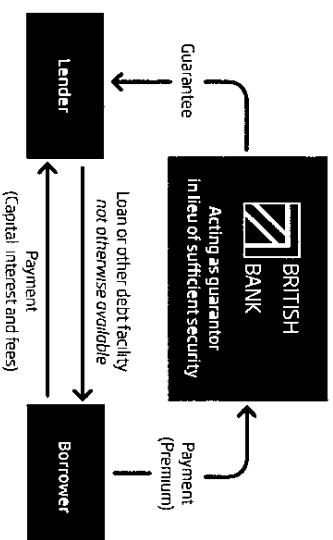 BRITISH
BANK
Acting as guarantor
in lieu of sufficient security
Guarantee
Payment
(Premium)
Lender
Loan or other debt facility
not otherwise available
Payment
(Capital interest and fees)
Borrower